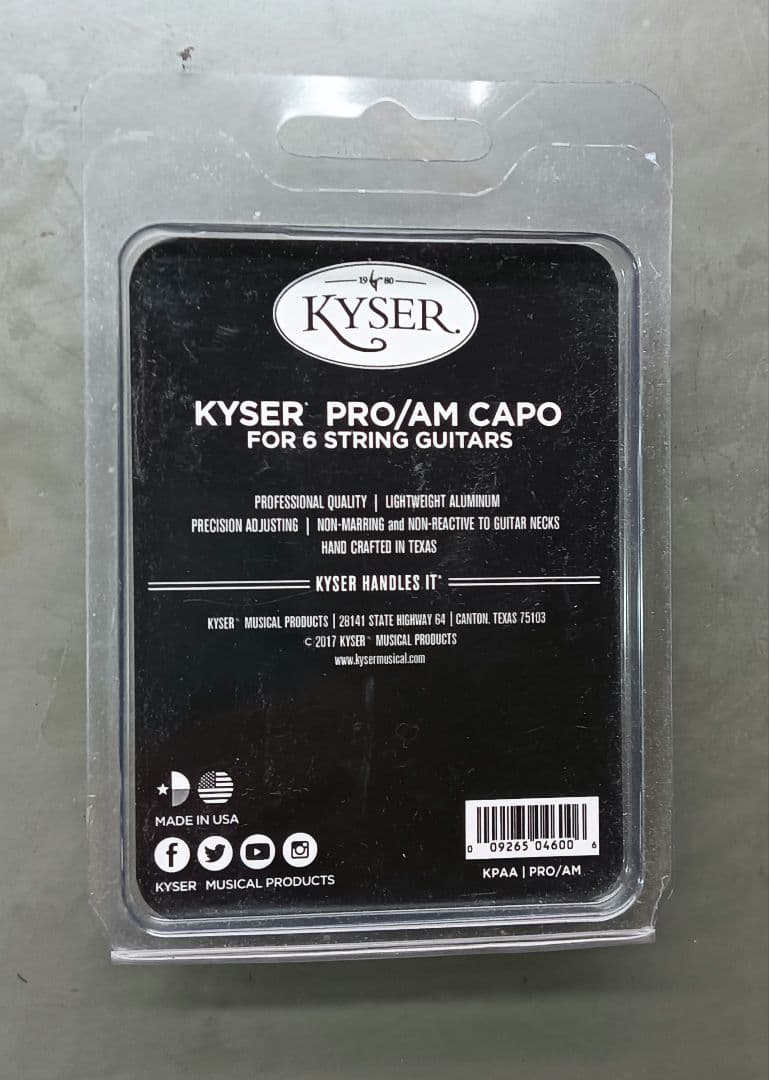 19 80
KYSER.
KYSER® PRO/AM CAPO
FOR 6 STRING GUITARS
PROFESSIONAL QUALITY | LIGHTWEIGHT ALUMINUM
PRECISION ADJUSTING | NON-MARRING and NON-REACTIVE TO GUITAR NECKS
HAND CRAFTED IN TEXAS
KYSER HANDLES IT®
KYSER® MUSICAL PRODUCTS | 28141 STATE HIGHWAY 64 | CANTON, TEXAS 75103
© 2017 KYSER® MUSICAL PRODUCTS
www.kysermusical.com
MADE IN USA
KYSER® MUSICAL PRODUCTS
0 09265 04600 6
KPAA | PRO/AM